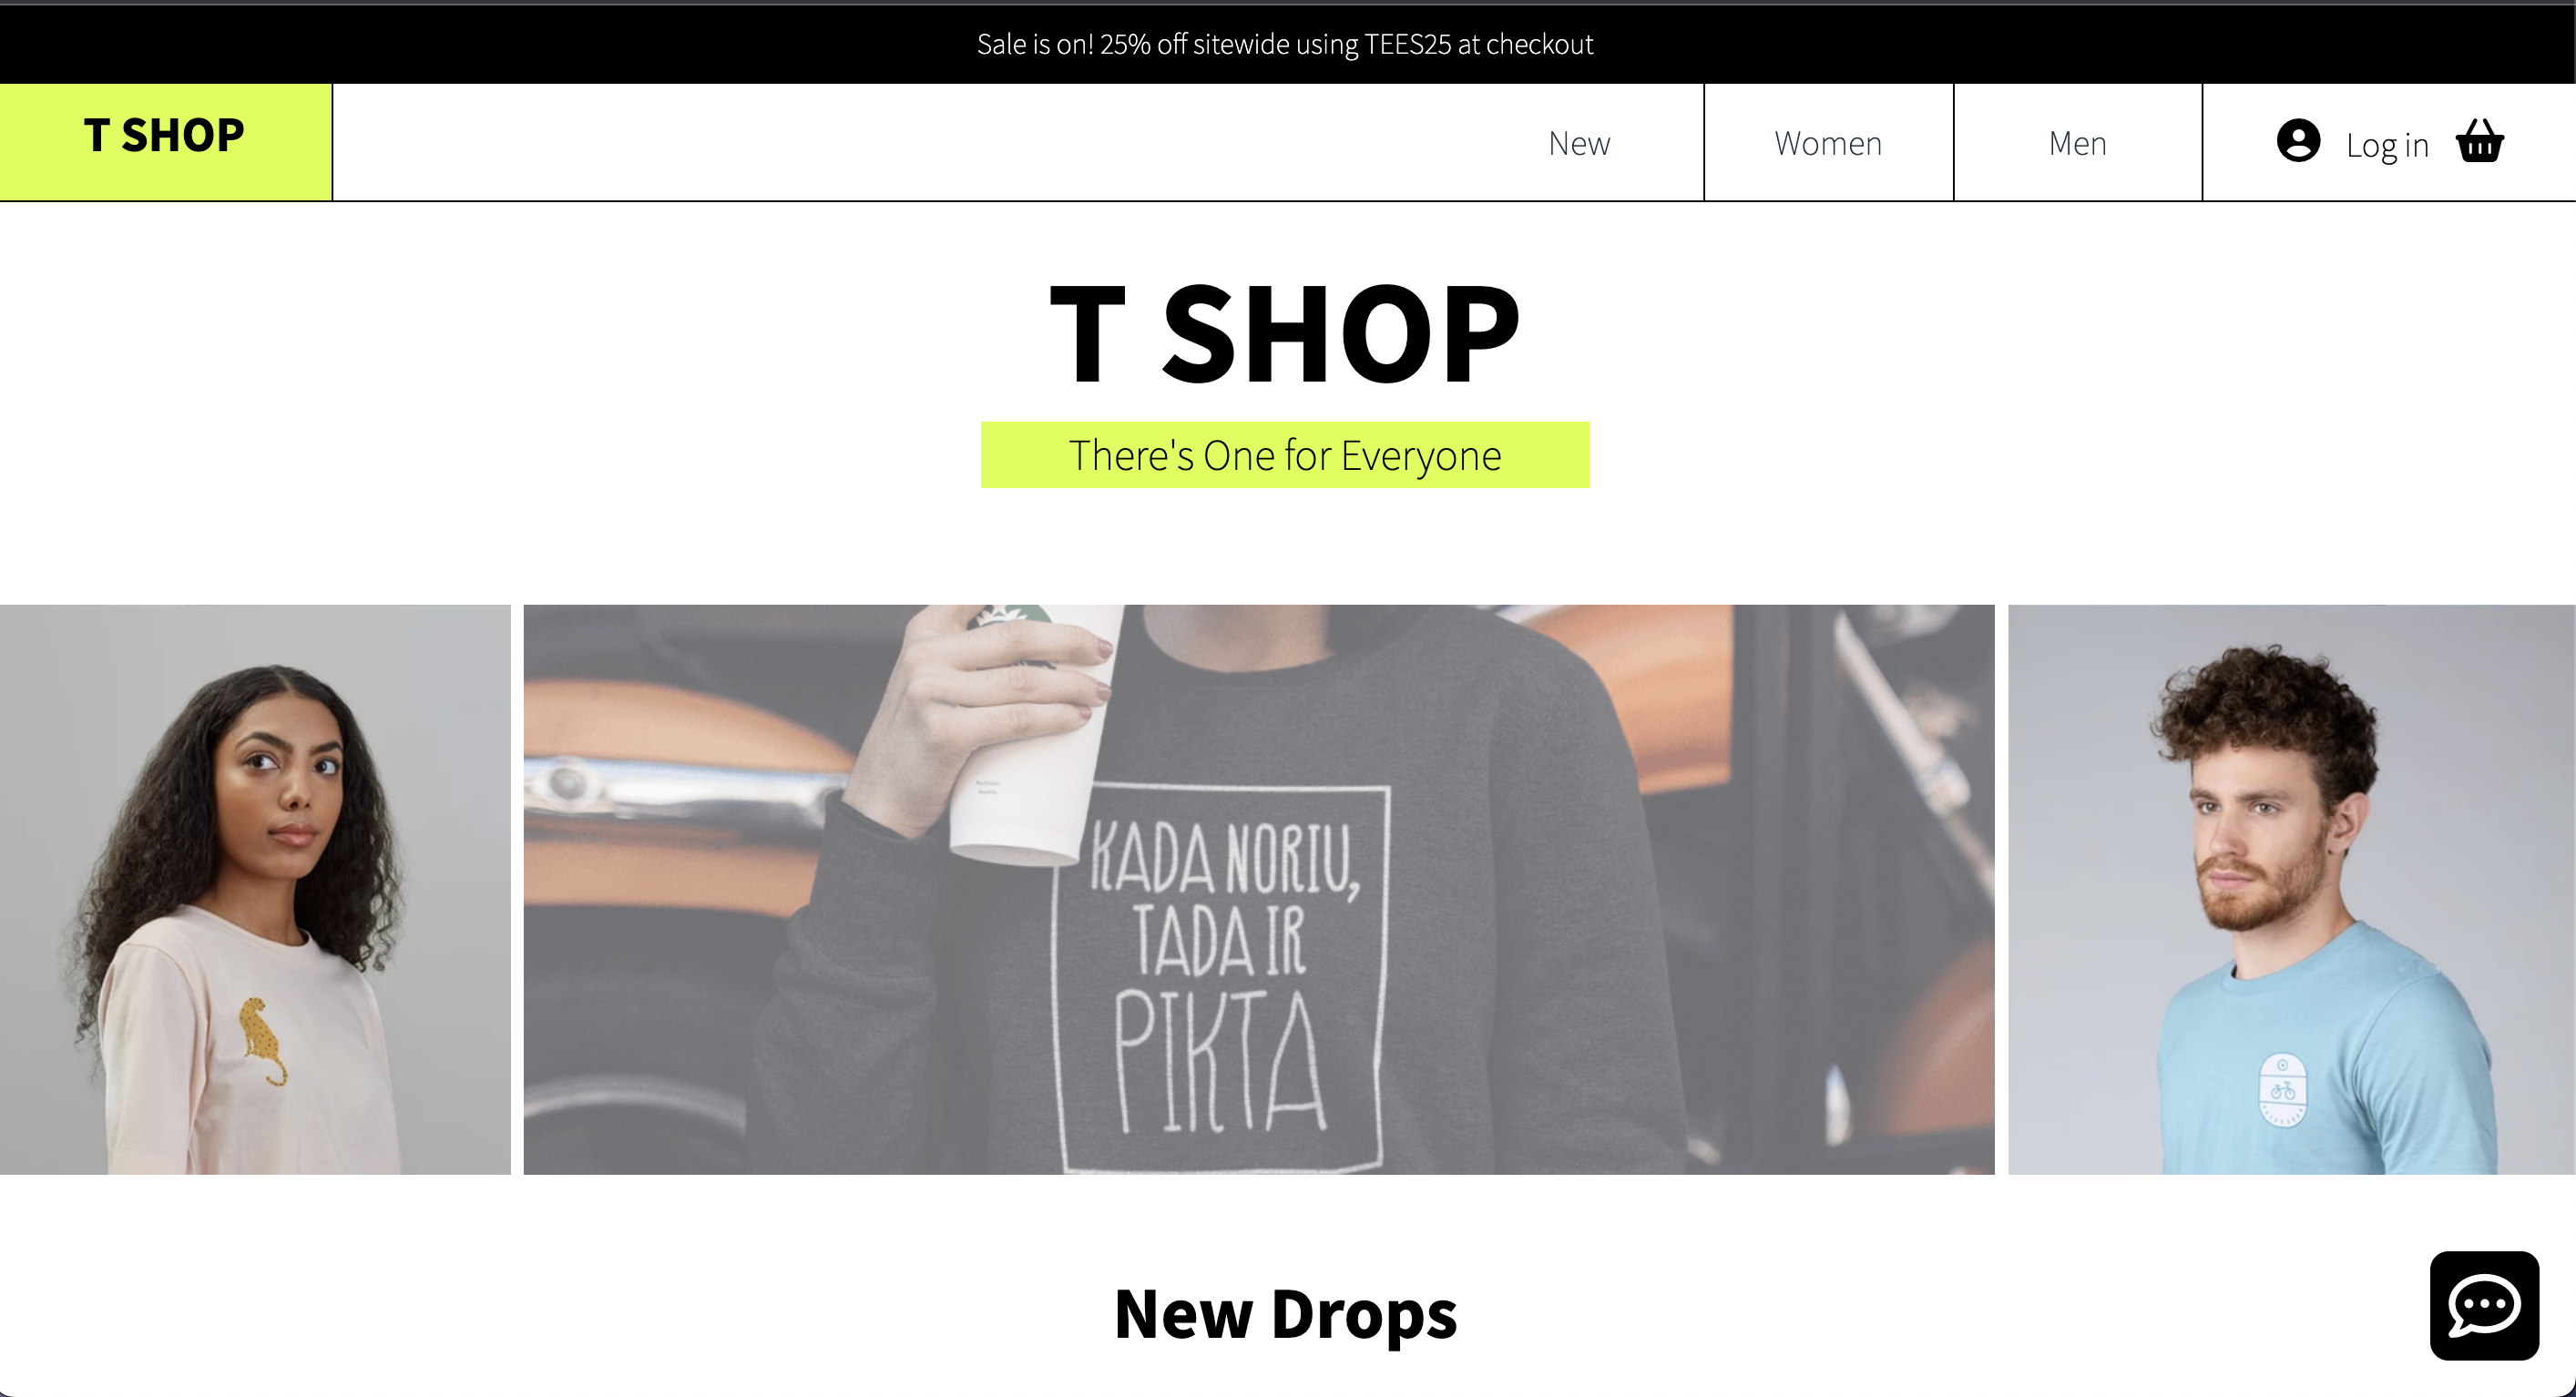 Sale is on! 25% off sitewide using TEES25 at checkout
T SHOP
New
Women
Men
Log in
T SHOP
There's One for Everyone
KADA NORIU,
TADA IR
PIKTA
New Drops